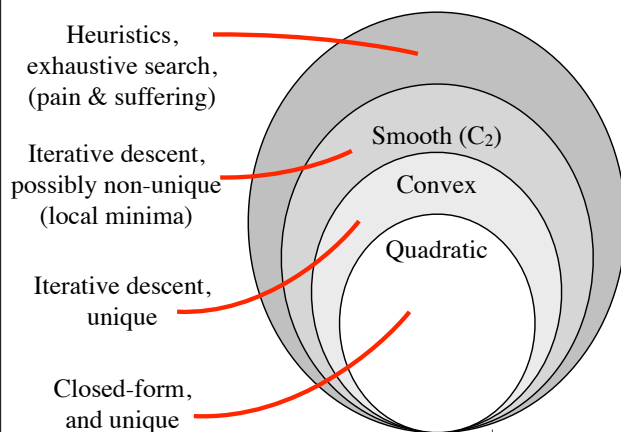 Heuristics,
exhaustive search,
(pain & suffering)
Smooth (C₂)
Iterative descent,
possibly non-unique
(local minima)
Convex
Quadratic
Iterative descent,
unique
Closed-form,
and unique